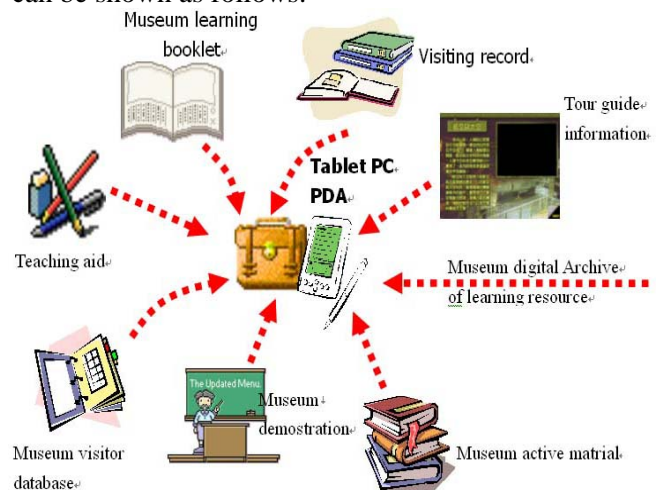 can be shown as follows:
Museum learning
booklet
Visiting record
Tour guide
information
Tablet PC
PDA
Teaching aid
Museum digital Archive
of learning resource
The Updated Menu.
Museum
demostration
Museum visitor
database
Museum active matrial